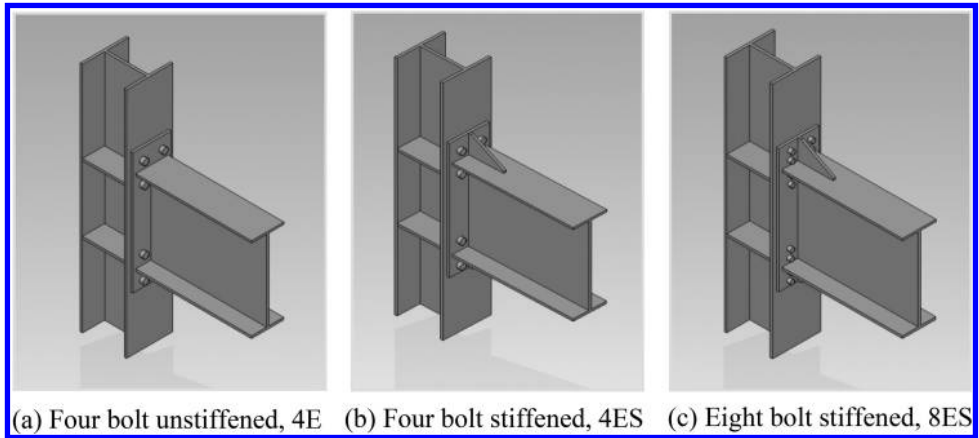 (a) Four bolt unstiffened, 4E
(b) Four bolt stiffened, 4ES
(c) Eight bolt stiffened, 8ES